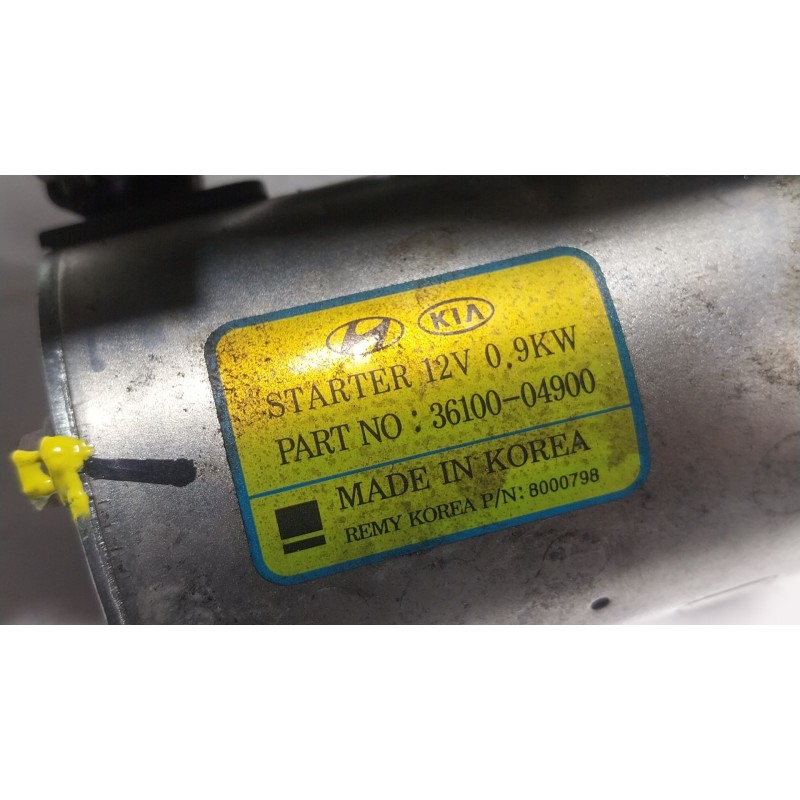 KIA
STARTER 12V 0.9KW
PART NO : 36100-04900
MADE IN KOREA
REMY KOREA P/N: 8000798